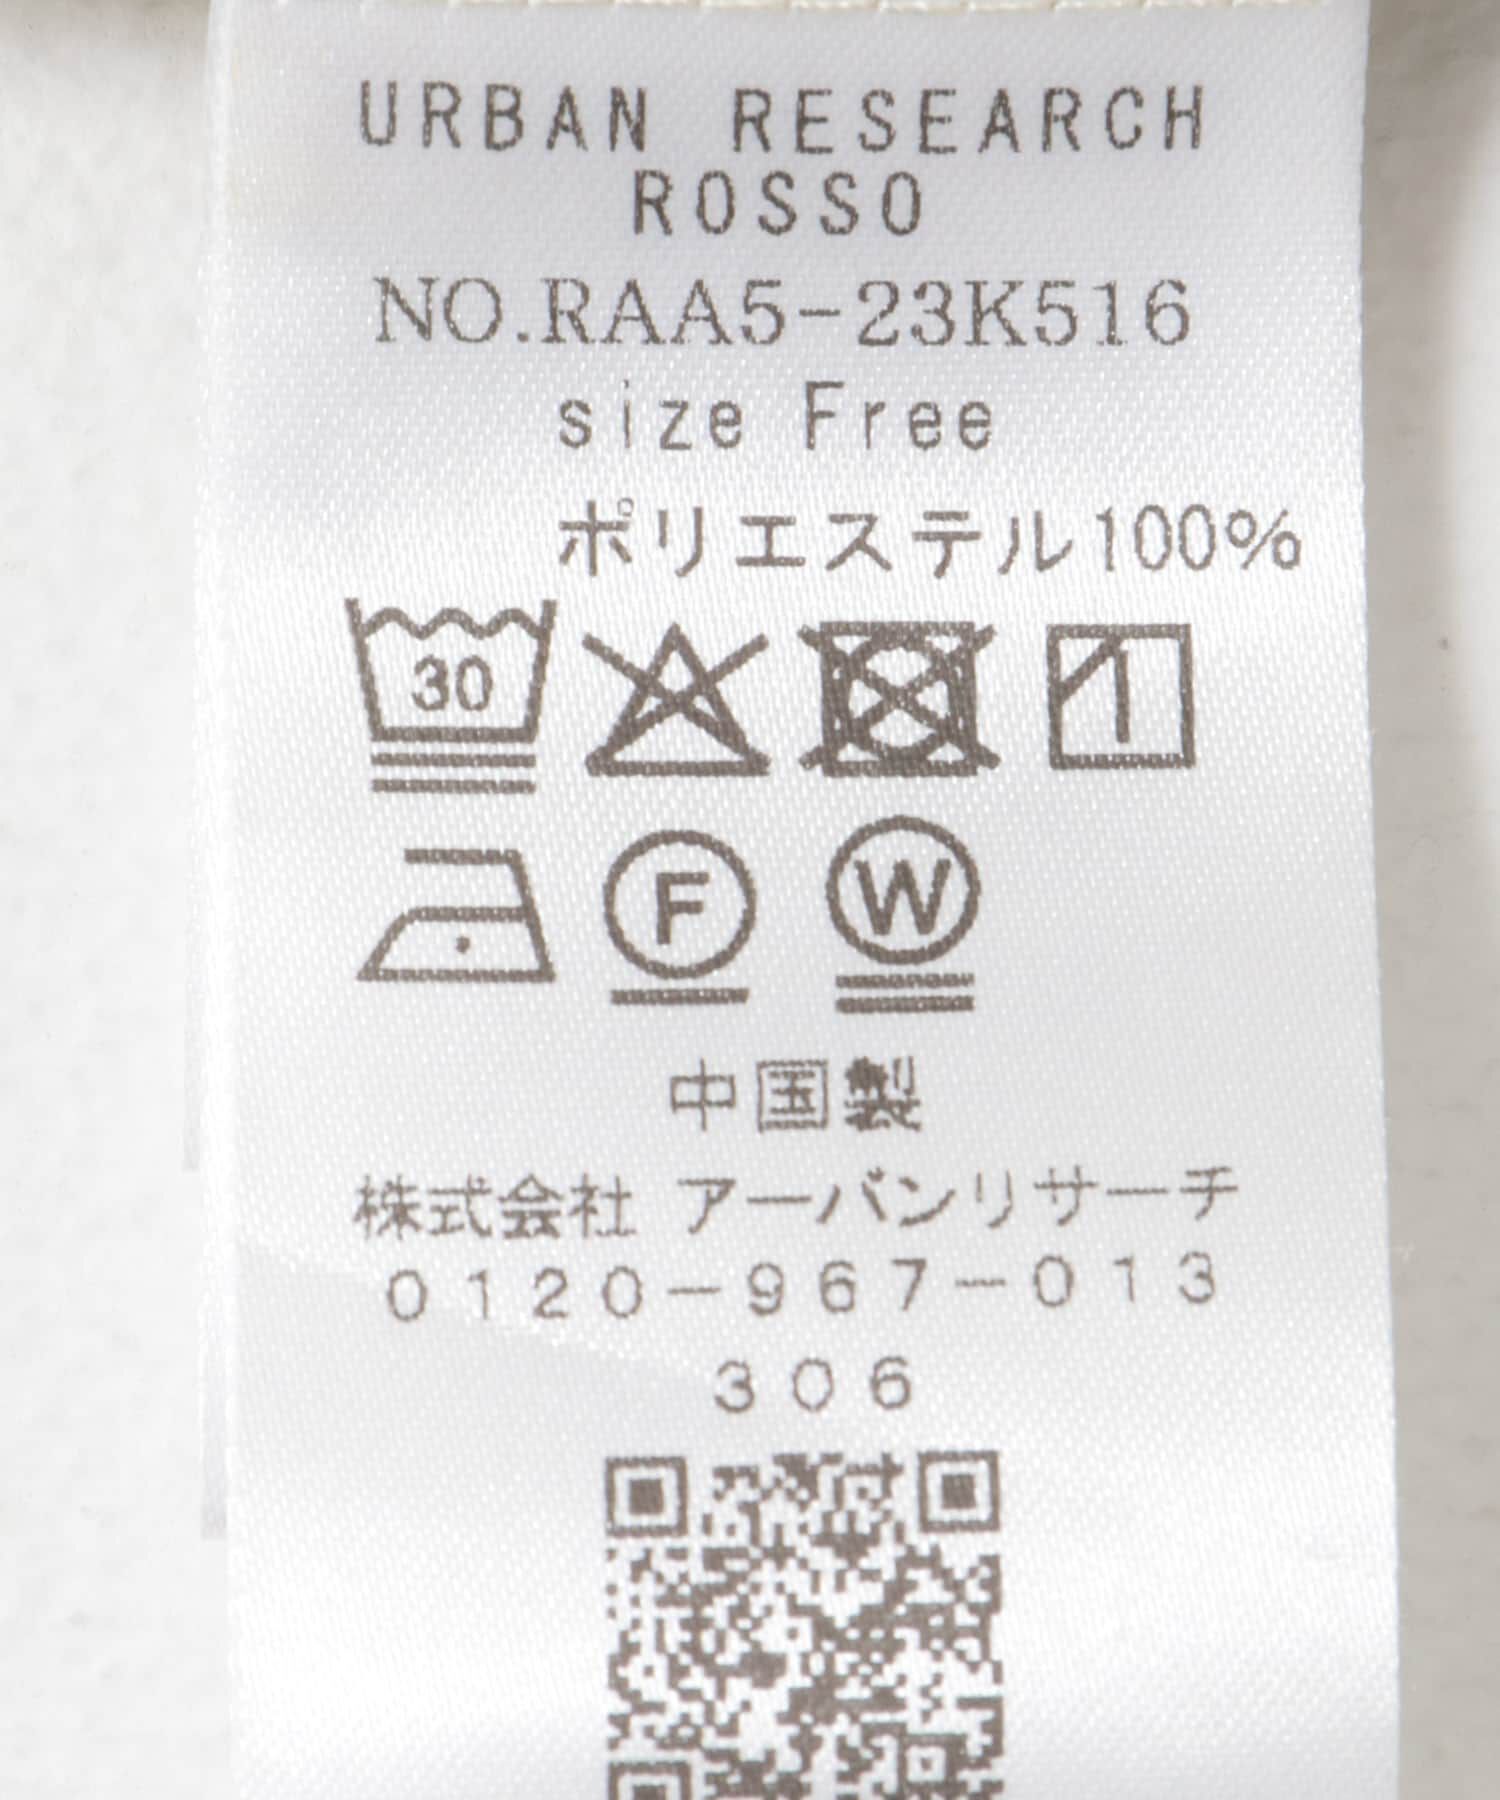 URBAN RESEARCH
ROSSO
NO.RAA5-23K516
size Free
ポリエステル100%
30
F W
中国製
株式会社 アーバンリサーチ
0120-967-013
306